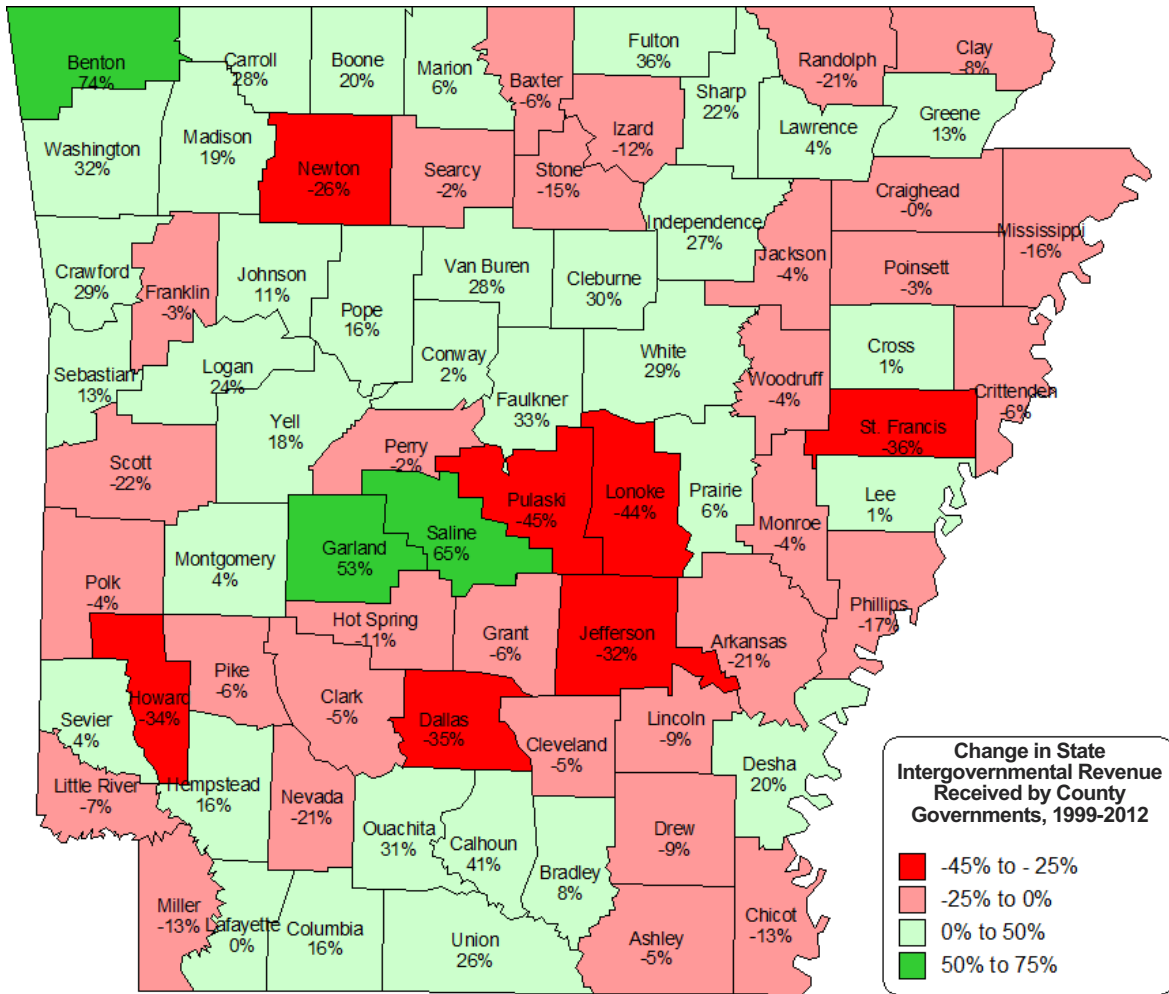 Benton
74%
Carroll
28%
Boone
20%
Marion
6%
Baxter
-6%
Fulton
36%
Randolph
-21%
Clay
-8%
Sharp
22%
Greene
13%
Lawrence
4%
Izard
-12%
Washington
32%
Madison
19%
Newton
-26%
Searcy
-2%
Stone
-15%
Craighead
-0%
Mississippi
-16%
Independence
27%
Jackson
-4%
Poinsett
-3%
Crawford
29%
Franklin
-3%
Johnson
11%
Pope
16%
Van Buren
28%
Cleburne
30%
Sebastian
13%
Logan
24%
Conway
2%
White
29%
Woodruff
-4%
Cross
1%
Crittenden
-6%
Yell
18%
Faulkner
33%
St. Francis
-36%
Scott
-22%
Perry
-2%
Pulaski
-45%
Lonoke
-44%
Prairie
6%
Lee
1%
Monroe
-4%
Montgomery
4%
Garland
53%
Saline
65%
Polk
-4%
Hot Spring
-11%
Grant
-6%
Jefferson
-32%
Arkansas
-21%
Phillips
-17%
Howard
-34%
Pike
-6%
Clark
-5%
Dallas
-35%
Cleveland
-5%
Lincoln
-9%
Desha
20%
Sevier
4%
Little River
-7%
Hempstead
16%
Nevada
-21%
Ouachita
31%
Calhoun
41%
Bradley
8%
Drew
-9%
Miller
-13%
Lafayette
0%
Columbia
16%
Union
26%
Ashley
-5%
Chicot
-13%
Change in State
Intergovernmental Revenue
Received by County
Governments, 1999-2012
-45% to - 25%
-25% to 0%
0% to 50%
50% to 75%